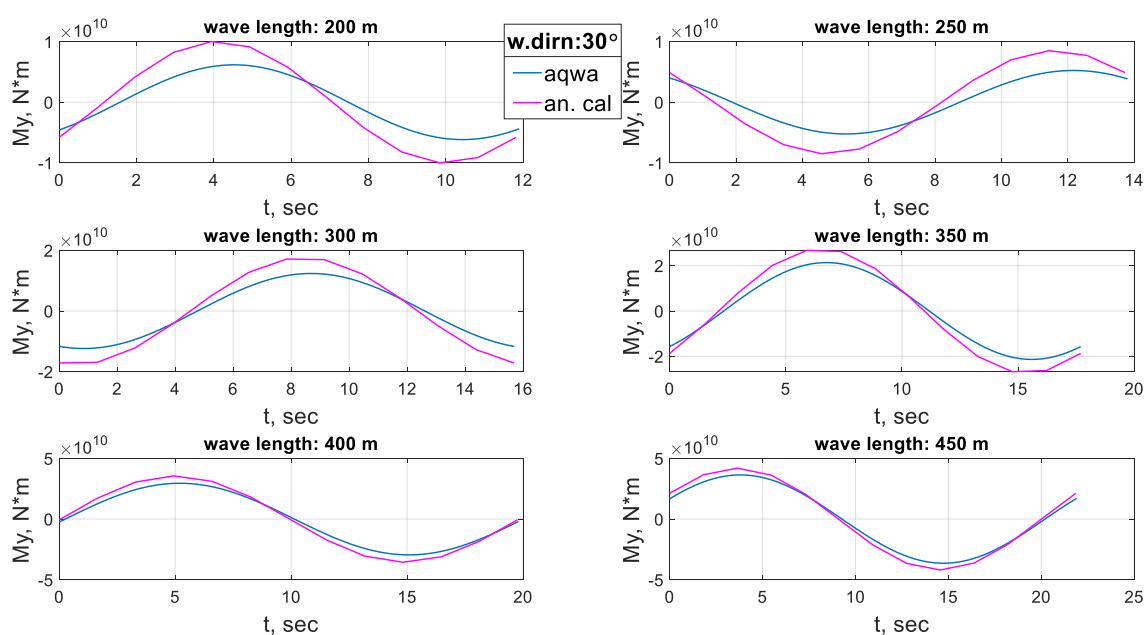 wave length: 200 m
×10^10
1
0
-1
My, N*m
0 2 4 6 8 10 12
t, sec
w.dirn:30°
aqwa
an. cal
wave length: 250 m
×10^10
1
0
-1
My, N*m
0 2 4 6 8 10 12 14
t, sec
wave length: 300 m
×10^10
2
0
-2
My, N*m
0 2 4 6 8 10 12 14 16
t, sec
wave length: 350 m
×10^10
2
0
-2
My, N*m
0 5 10 15 20
t, sec
wave length: 400 m
×10^10
5
0
-5
My, N*m
0 5 10 15 20
t, sec
wave length: 450 m
×10^10
5
0
-5
My, N*m
0 5 10 15 20 25
t, sec